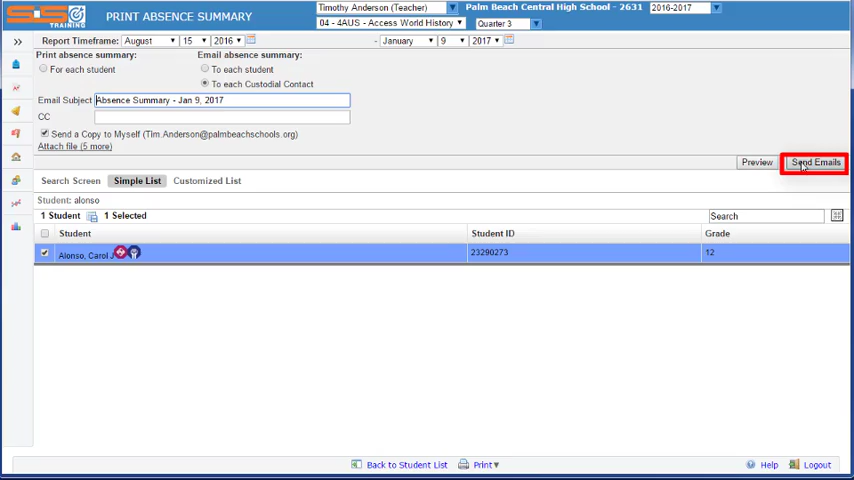 SIS TRAINING PRINT ABSENCE SUMMARY Timothy Anderson (Teacher) Palm Beach Central High School - 2631 2016-2017
04 - 4AUS - Access World History Quarter 3
Report Timeframe: August 15 2016 - January 9 2017
Print absence summary: Email absence summary:
For each student To each student
To each Custodial Contact
Email Subject Absence Summary - Jan 9, 2017
CC
Send a Copy to Myself (Tim.Anderson@palmbeachschools.org)
Attach file (5 more)
Preview Send Emails
Search Screen Simple List Customized List
Student: alonso
1 Student 1 Selected Search
Student Student ID Grade
Alonso, Carol J 23290273 12
Back to Student List Print Help Logout